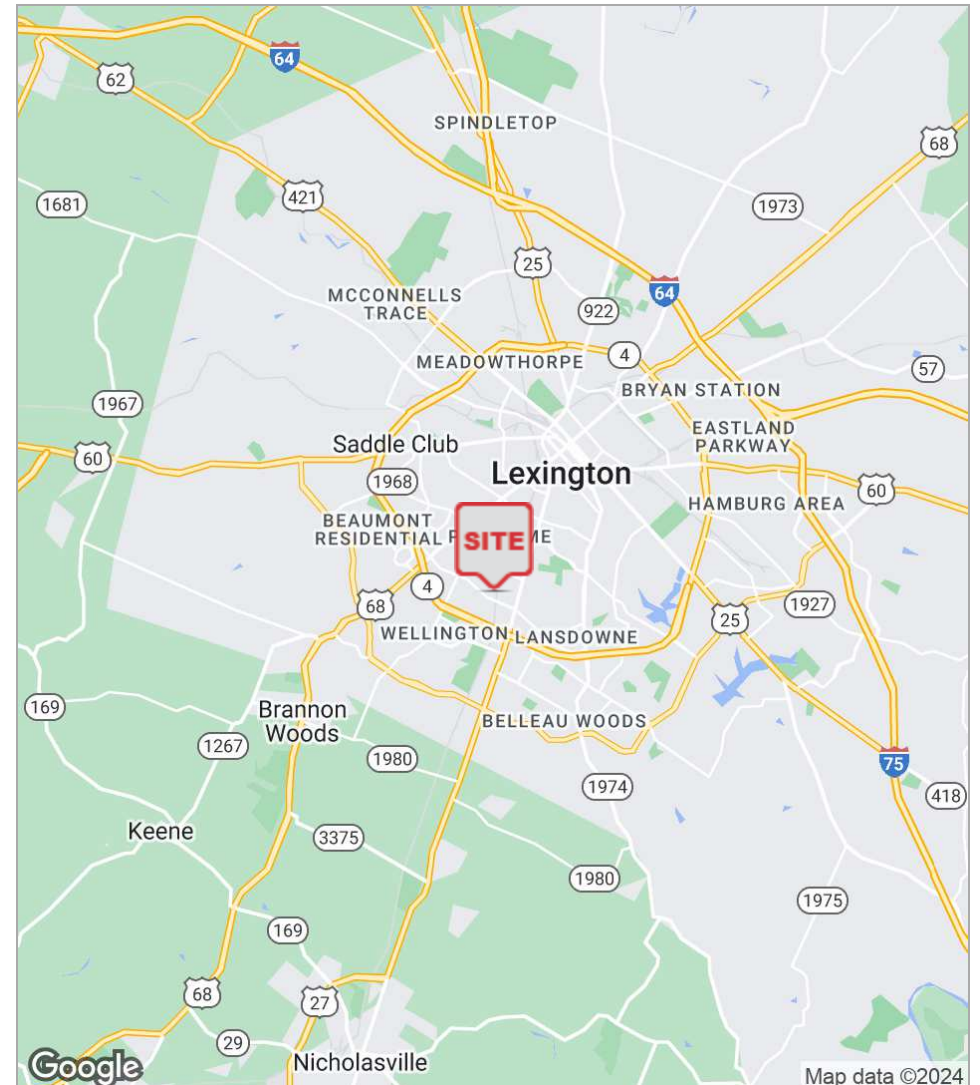 64
62
SPINDLETOP
68
421
1681
1973
25
MCCONNELLS
TRACE
64
922
4
MEADOWTHORPE
57
BRYAN STATION
1967
EASTLAND
PARKWAY
Saddle Club
60
Lexington
1968
60
HAMBURG AREA
BEAUMONT
RESIDENTIAL
SITE
ME
4
68
1927
25
WELLINGTON
LANSDOWNE
169
Brannon
Woods
BELLEAU WOODS
1267
1980
75
1974
418
Keene
3375
1980
1975
169
68
27
29
Nicholasville
Google
Map data ©2024